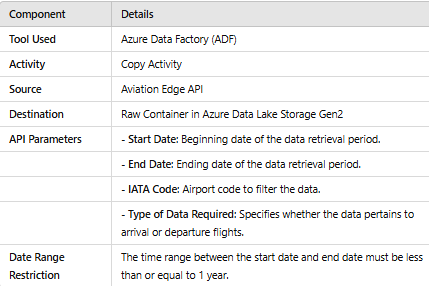 Component Details
Tool Used Azure Data Factory (ADF)
Activity Copy Activity
Source Aviation Edge API
Destination Raw Container in Azure Data Lake Storage Gen2
API Parameters - Start Date: Beginning date of the data retrieval period.
- End Date: Ending date of the data retrieval period.
- IATA Code: Airport code to filter the data.
- Type of Data Required: Specifies whether the data pertains to
arrival or departure flights.
Date Range The time range between the start date and end date must be less
Restriction than or equal to 1 year.